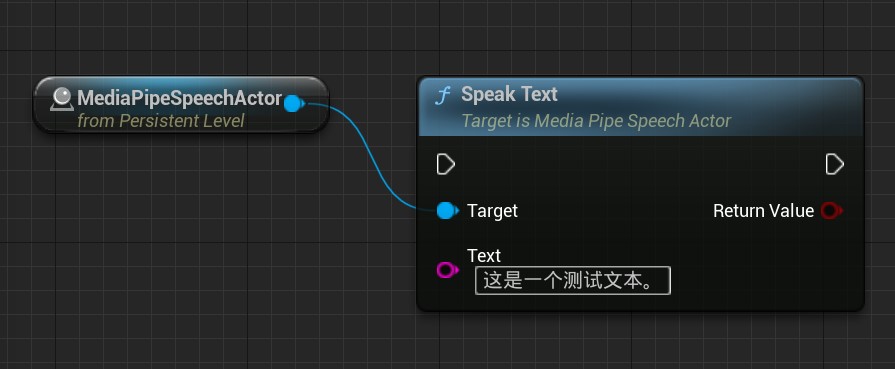 MediaPipeSpeechActor
from Persistent Level
f Speak Text
Target is Media Pipe Speech Actor
Target
Return Value
Text
这是一个测试文本。